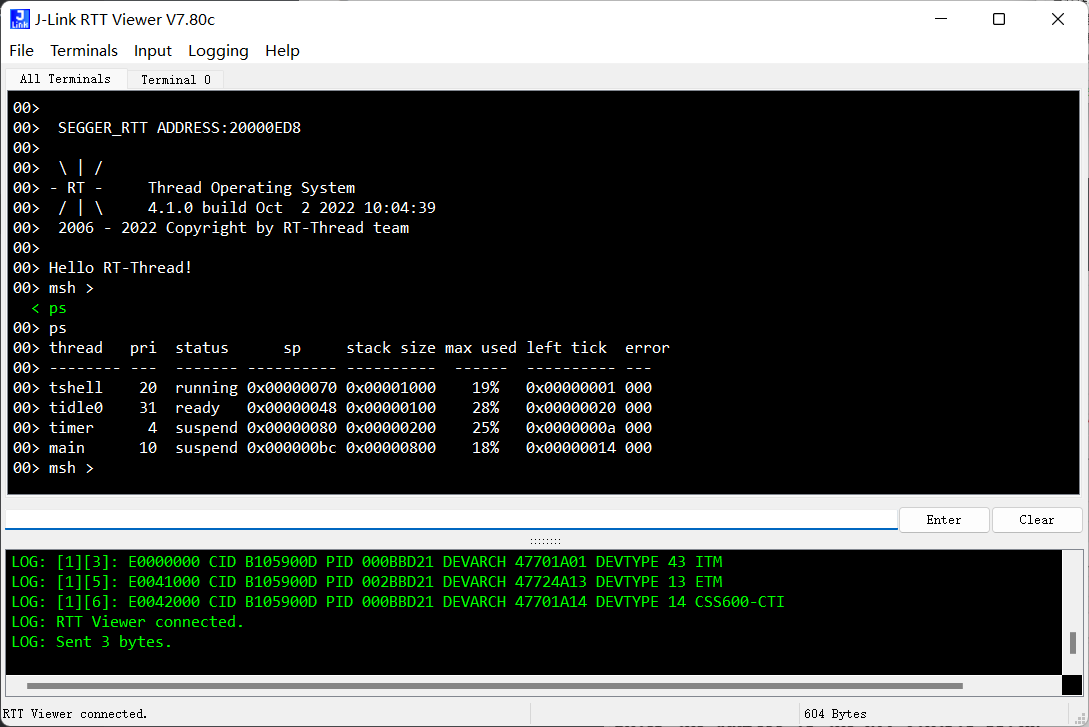 J-Link RTT Viewer V7.80c
File Terminals Input Logging Help
All Terminals Terminal 0
00>
00>  SEGGER_RTT ADDRESS:20000ED8
00>
00>  \ | /
00> - RT -     Thread Operating System
00>  / | \     4.1.0 build Oct  2 2022 10:04:39
00>  2006 - 2022 Copyright by RT-Thread team
00>
00> Hello RT-Thread!
00> msh >
< ps
00> ps
00> thread   pri  status      sp     stack size max used left tick  error
00> -------- ---  ------- ---------- ----------  ------  ---------- ---
00> tshell    20  running 0x00000070 0x00001000    19%   0x00000001 000
00> tidle0    31  ready   0x00000048 0x00000100    28%   0x00000020 000
00> timer      4  suspend 0x00000080 0x00000200    25%   0x0000000a 000
00> main      10  suspend 0x000000bc 0x00000800    18%   0x00000014 000
00> msh >
Enter Clear
LOG: [1][3]: E0000000 CID B105900D PID 000BBD21 DEVARCH 47701A01 DEVTYPE 43 ITM
LOG: [1][5]: E0041000 CID B105900D PID 002BBD21 DEVARCH 47724A13 DEVTYPE 13 ETM
LOG: [1][6]: E0042000 CID B105900D PID 000BBD21 DEVARCH 47701A14 DEVTYPE 14 CSS600-CTI
LOG: RTT Viewer connected.
LOG: Sent 3 bytes.
RTT Viewer connected. 604 Bytes